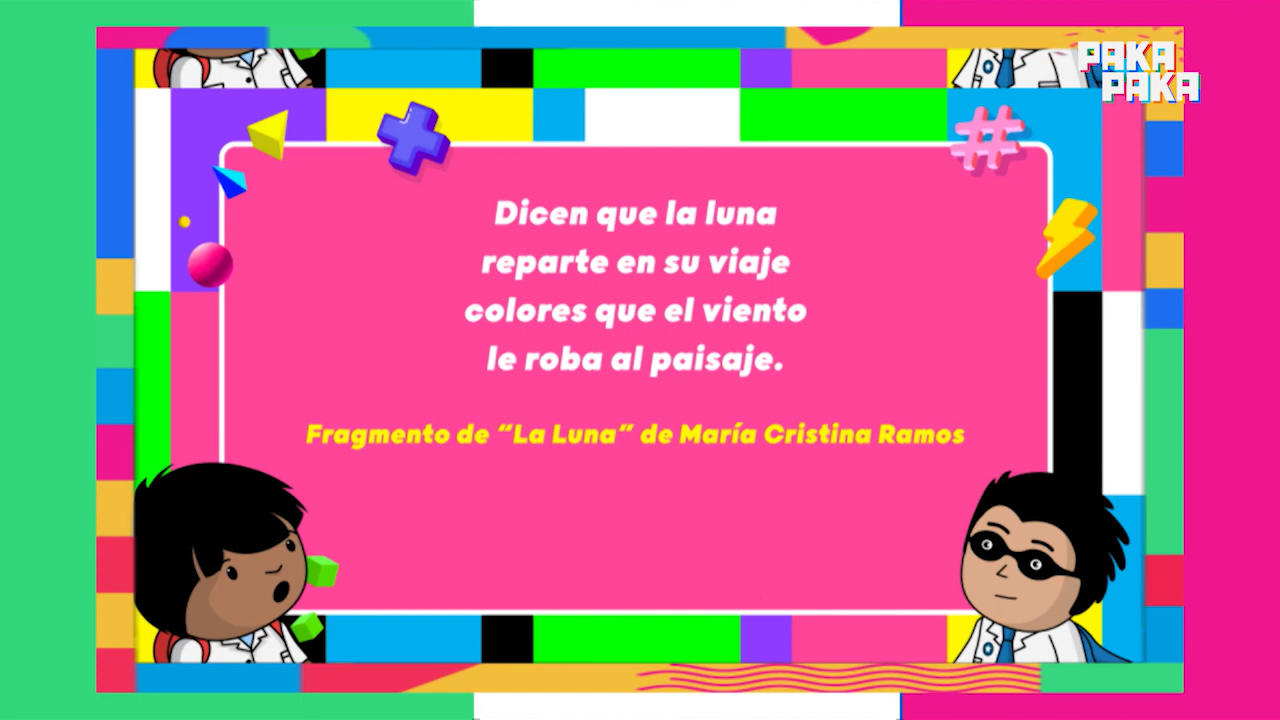 PAKA
PAKA
Dicen que la luna
reparte en su viaje
colores que el viento
le roba al paisaje.
Fragmento de “La Luna” de María Cristina Ramos